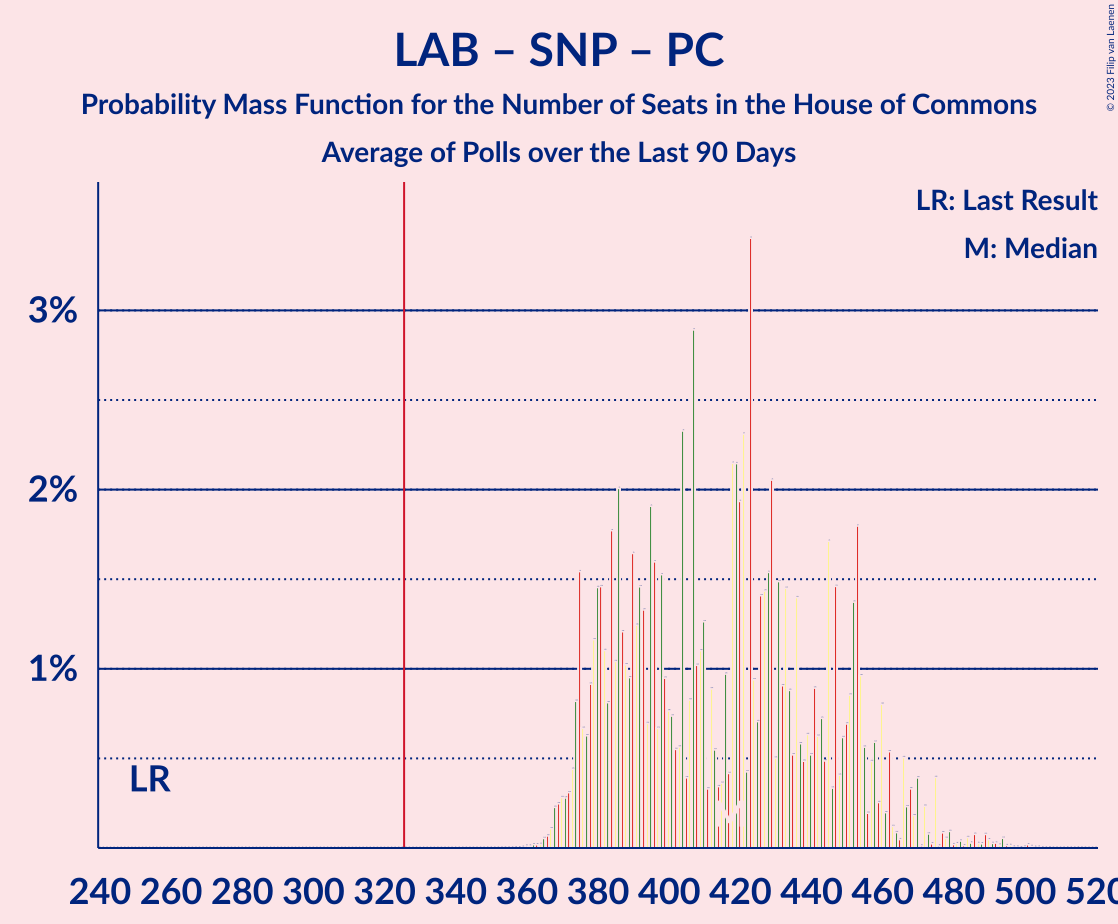 LAB – SNP – PC
Probability Mass Function for the Number of Seats in the House of Commons
Average of Polls over the Last 90 Days
© 2023 Filip van Laenen
LR: Last Result
M: Median
3%
2%
1%
LR
240 260 280 300 320 340 360 380 400 420 440 460 480 500 520